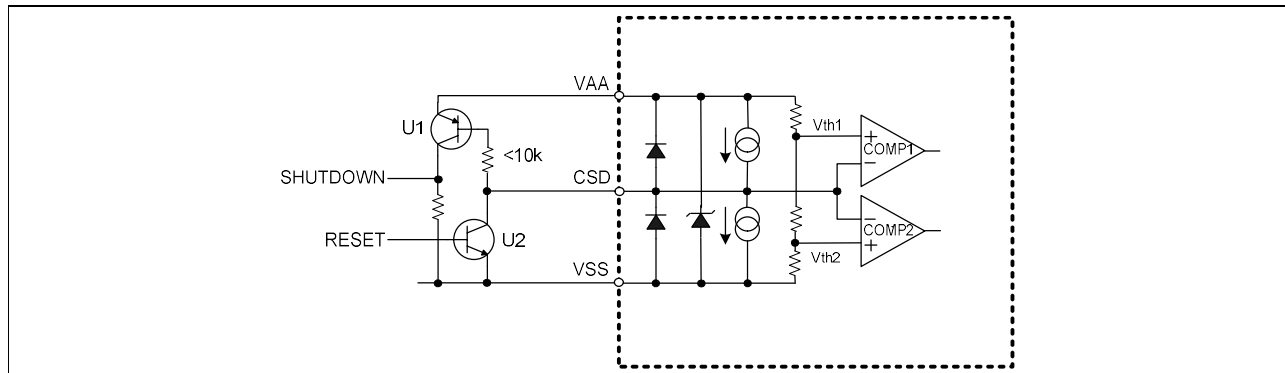 VAA
U1
Vth1
COMP1
<10k
SHUTDOWN
CSD
COMP2
RESET
U2
Vth2
VSS